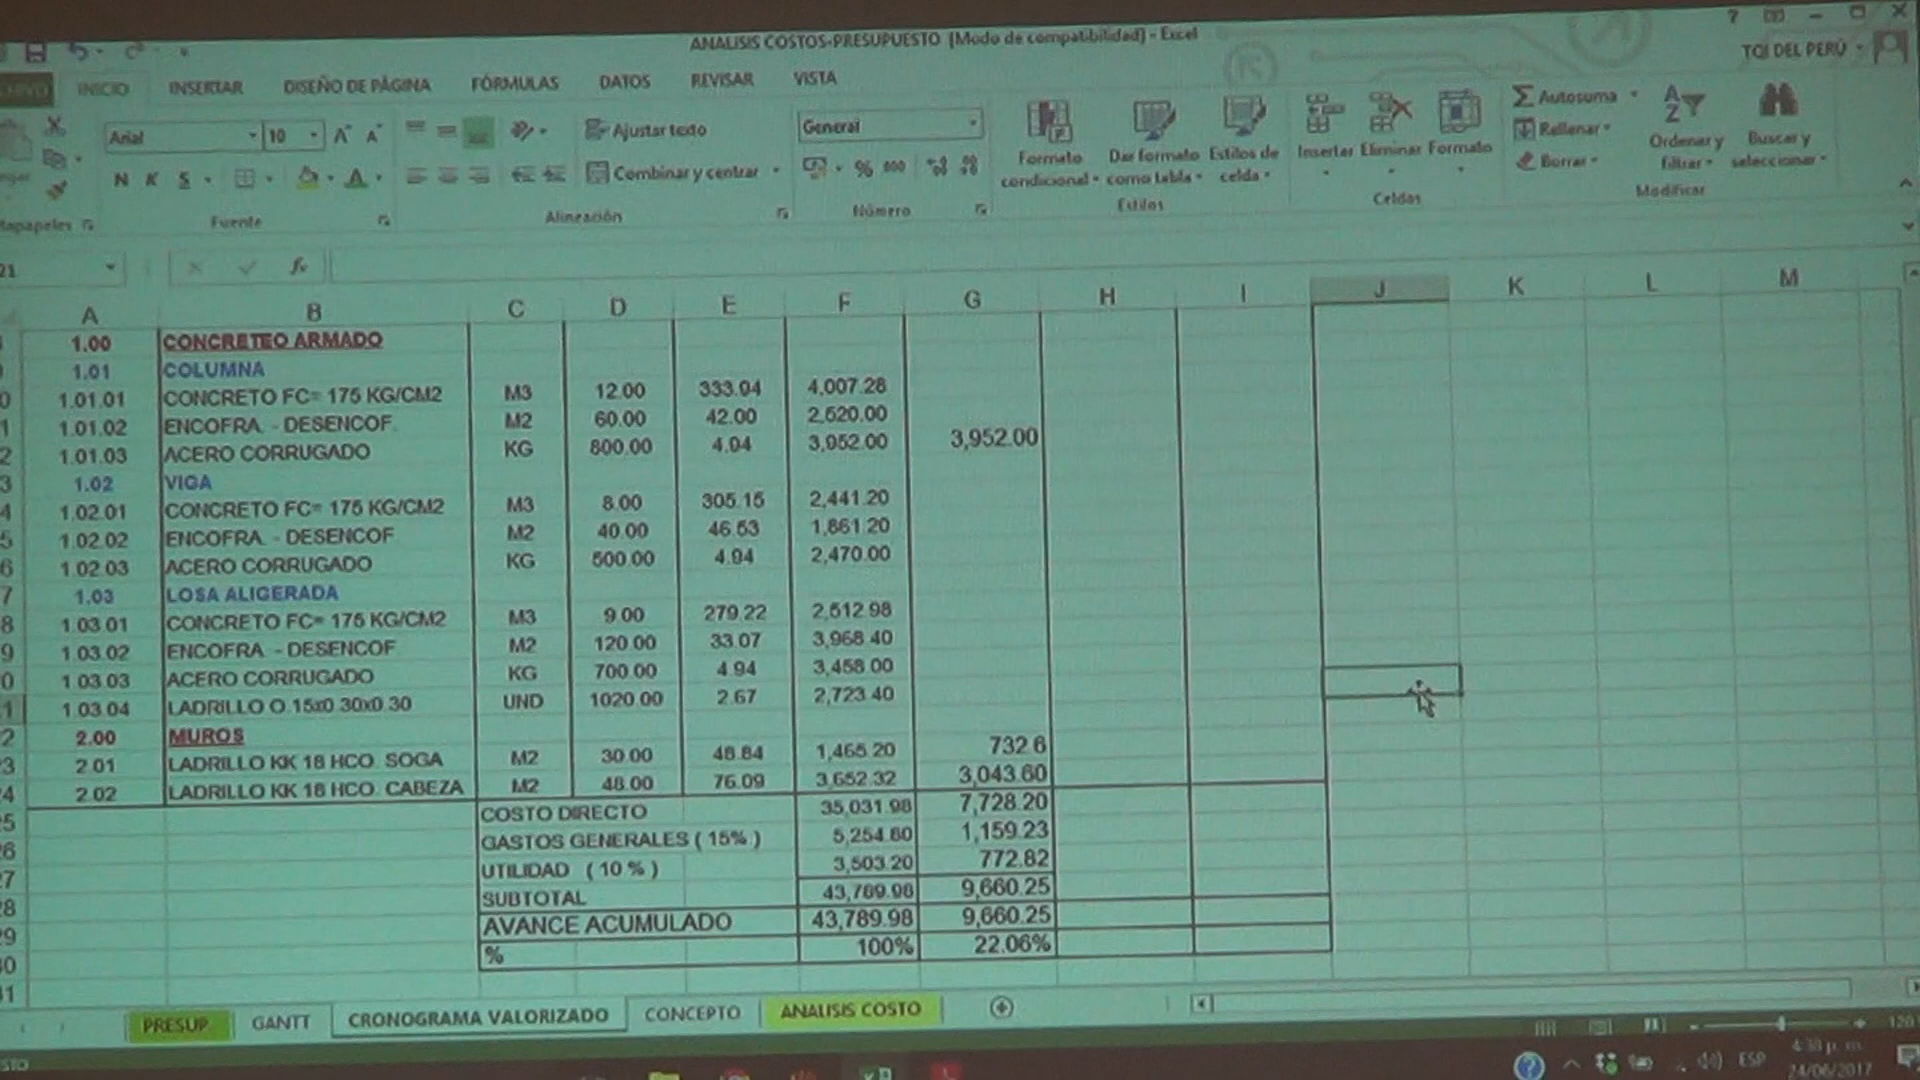 ANALISIS COSTOS-PRESUPUESTO [Modo de compatibilidad] - Excel
TQI DEL PERÚ
INICIO INSERTAR DISEÑO DE PÁGINA FÓRMULAS DATOS REVISAR VISTA
Arial 10 Ajustar texto General
Formato condicional Dar formato como tabla Estilos de celda Insertar Eliminar Formato
Autosuma Rellenar Borrar Ordenar y filtrar Buscar y seleccionar
N K S Combinar y centrar % 000
Fuente Alineación Número Estilos Celdas Modificar
21 fx
A B C D E F G H I J K L M
1.00 CONCRETEO ARMADO
1.01 COLUMNA
1.01.01 CONCRETO FC= 175 KG/CM2 M3 12.00 333.94 4,007.28
1.01.02 ENCOFRA. - DESENCOF. M2 60.00 42.00 2,520.00
1.01.03 ACERO CORRUGADO KG 800.00 4.94 3,952.00 3,952.00
1.02 VIGA
1.02.01 CONCRETO FC= 175 KG/CM2 M3 8.00 305.15 2,441.20
1.02.02 ENCOFRA. - DESENCOF M2 40.00 46.53 1,861.20
1.02.03 ACERO CORRUGADO KG 500.00 4.94 2,470.00
1.03 LOSA ALIGERADA
1.03.01 CONCRETO FC= 175 KG/CM2 M3 9.00 279.22 2,512.98
1.03.02 ENCOFRA. - DESENCOF M2 120.00 33.07 3,968.40
1.03.03 ACERO CORRUGADO KG 700.00 4.94 3,458.00
1.03.04 LADRILLO O.15x0.30x0.30 UND 1020.00 2.67 2,723.40
2.00 MUROS
2.01 LADRILLO KK 18 HCO. SOGA M2 30.00 48.84 1,465.20 732.6
2.02 LADRILLO KK 18 HCO. CABEZA M2 48.00 76.09 3,652.32 3,043.60
COSTO DIRECTO 35,031.98 7,728.20
GASTOS GENERALES ( 15% ) 5,254.80 1,159.23
UTILIDAD ( 10 % ) 3,503.20 772.82
SUBTOTAL 43,789.98 9,660.25
AVANCE ACUMULADO 43,789.98 9,660.25
% 100% 22.06%
PRESUP. GANTT CRONOGRAMA VALORIZADO CONCEPTO ANALISIS COSTO
ESP
4:38 p. m.
24/06/2017